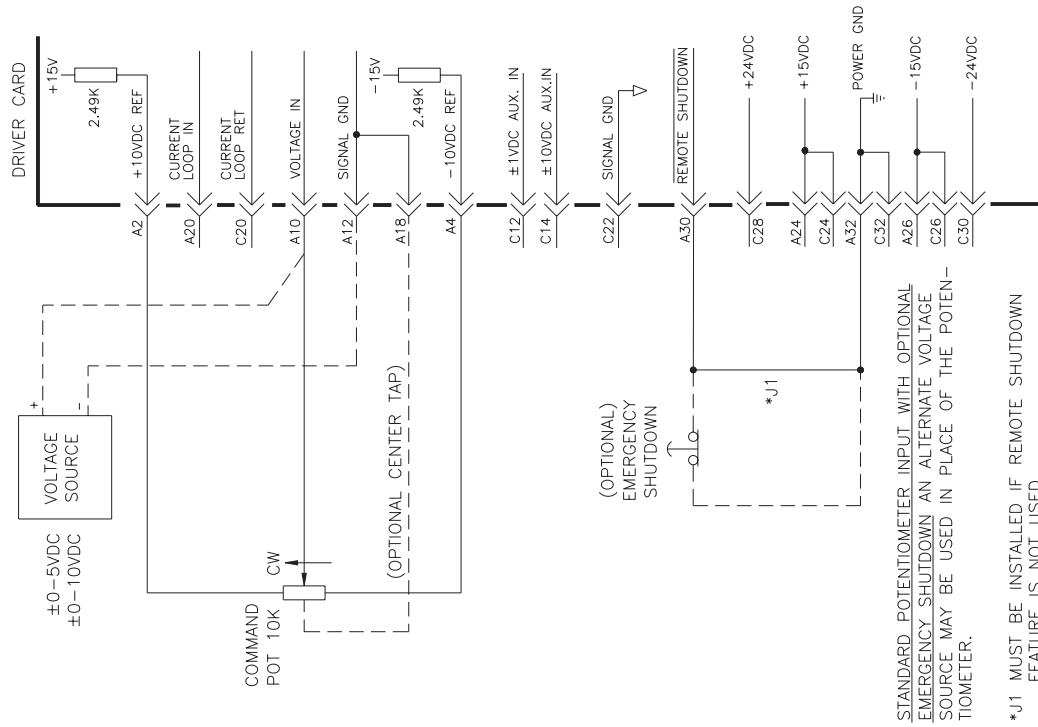 DRIVER CARD
+15V
2.49K
+10VDC REF
A2
CURRENT
LOOP IN
A20
CURRENT
LOOP RET
C20
VOLTAGE IN
A10
SIGNAL GND
A12
A18
-15V
2.49K
-10VDC REF
A4
±1VDC AUX. IN
C12
±10VDC AUX.IN
C14
SIGNAL GND
C22
REMOTE SHUTDOWN
A30
+24VDC
C28
+15VDC
A24
C24
POWER GND
A32
C32
-15VDC
A26
C26
-24VDC
C30
+
-
VOLTAGE
SOURCE
±0-5VDC
±0-10VDC
CW
COMMAND
POT 10K
(OPTIONAL CENTER TAP)
(OPTIONAL)
EMERGENCY
SHUTDOWN
*J1
STANDARD POTENTIOMETER INPUT WITH OPTIONAL
EMERGENCY SHUTDOWN AN ALTERNATE VOLTAGE
SOURCE MAY BE USED IN PLACE OF THE POTEN-
TIOMETER.
*J1 MUST BE INSTALLED IF REMOTE SHUTDOWN
FEATURE IS NOT USED